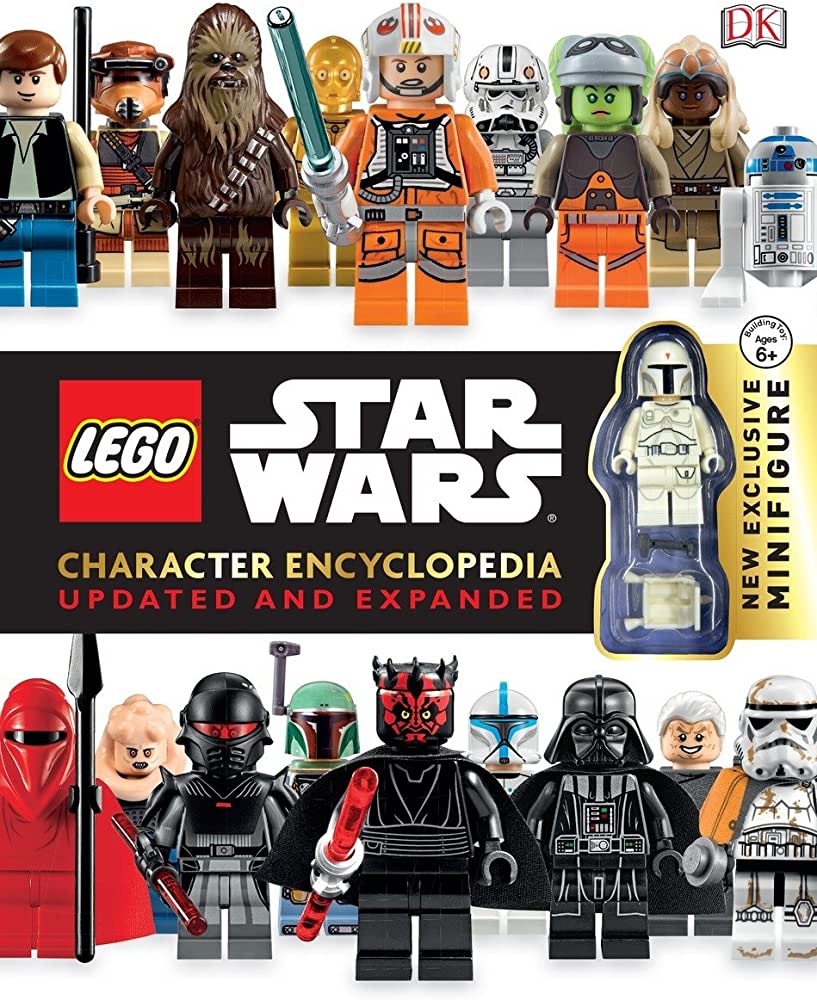 DK
Building Toy:
Ages
6+
LEGO®
STAR
WARS®
CHARACTER ENCYCLOPEDIA
UPDATED AND EXPANDED
NEW EXCLUSIVE
MINIFIGURE